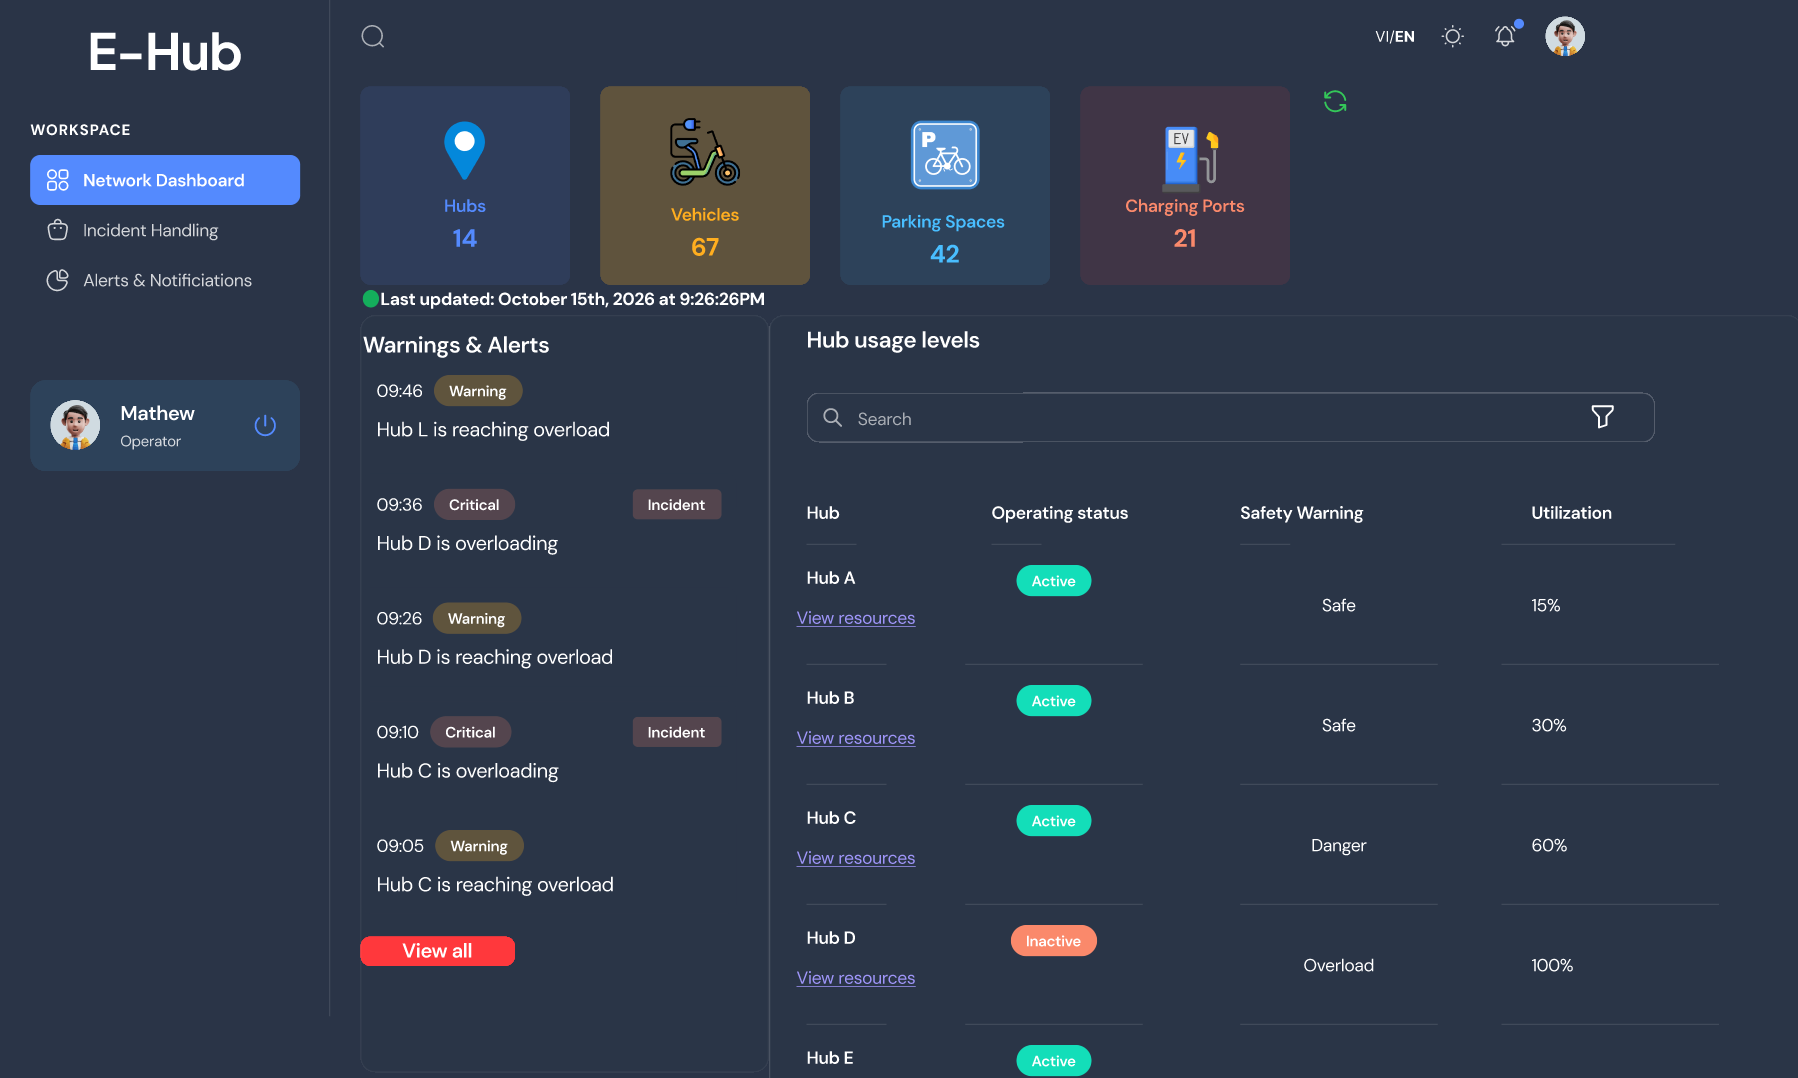 E-Hub
WORKSPACE
Network Dashboard
Incident Handling
Alerts & Notificiations
Mathew
Operator
VI/EN
Hubs
14
Vehicles
67
P
Parking Spaces
42
EV
Charging Ports
21
Last updated: October 15th, 2026 at 9:26:26PM
Warnings & Alerts
09:46 Warning
Hub L is reaching overload
09:36 Critical Incident
Hub D is overloading
09:26 Warning
Hub D is reaching overload
09:10 Critical Incident
Hub C is overloading
09:05 Warning
Hub C is reaching overload
View all
Hub usage levels
Search
Hub Operating status Safety Warning Utilization
Hub A Active
View resources Safe 15%
Hub B Active
View resources Safe 30%
Hub C Active
View resources Danger 60%
Hub D Inactive
View resources Overload 100%
Hub E Active